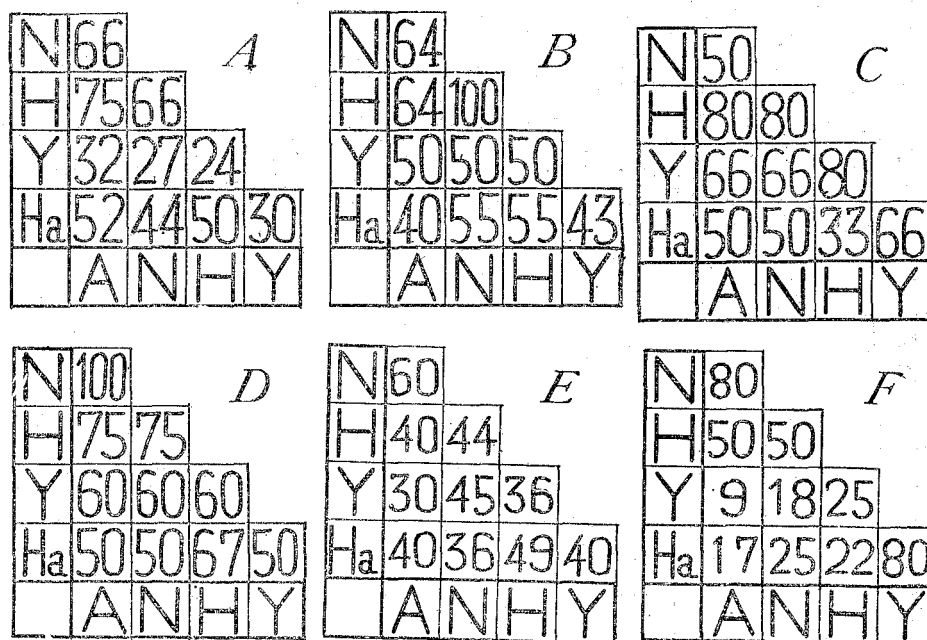 N 66 A
H 75 66
Y 32 27 24
Ha 52 44 50 30
A N H Y
N 64 B
H 64 100
Y 50 50 50
Ha 40 55 55 43
A N H Y
N 50 C
H 80 80
Y 66 66 80
Ha 50 50 33 66
A N H Y
N 100 D
H 75 75
Y 60 60 60
Ha 50 50 67 50
A N H Y
N 60 E
H 40 44
Y 30 45 36
Ha 40 36 49 40
A N H Y
N 80 F
H 50 50
Y 9 18 25
Ha 17 25 22 80
A N H Y